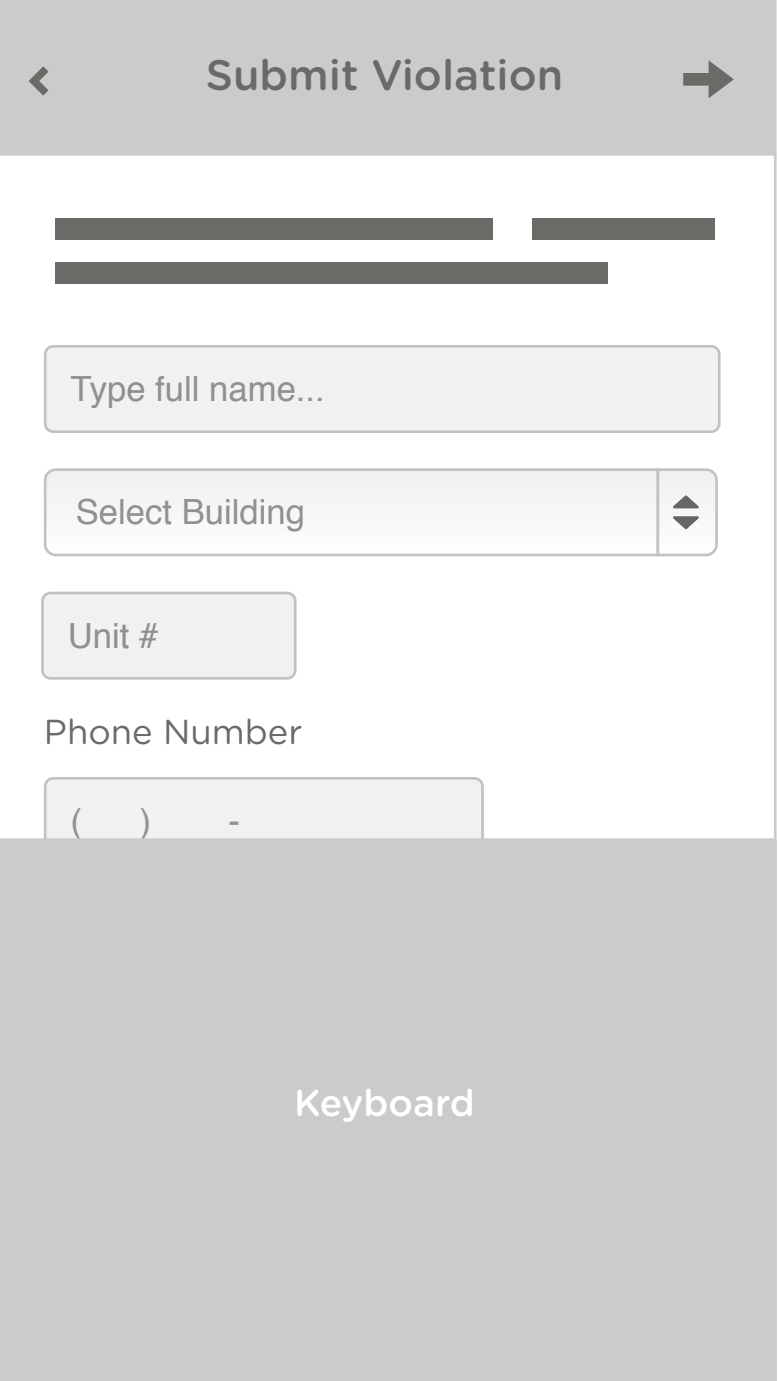 Submit Violation
Type full name...
Select Building
Unit #
Phone Number
( ) -
Keyboard